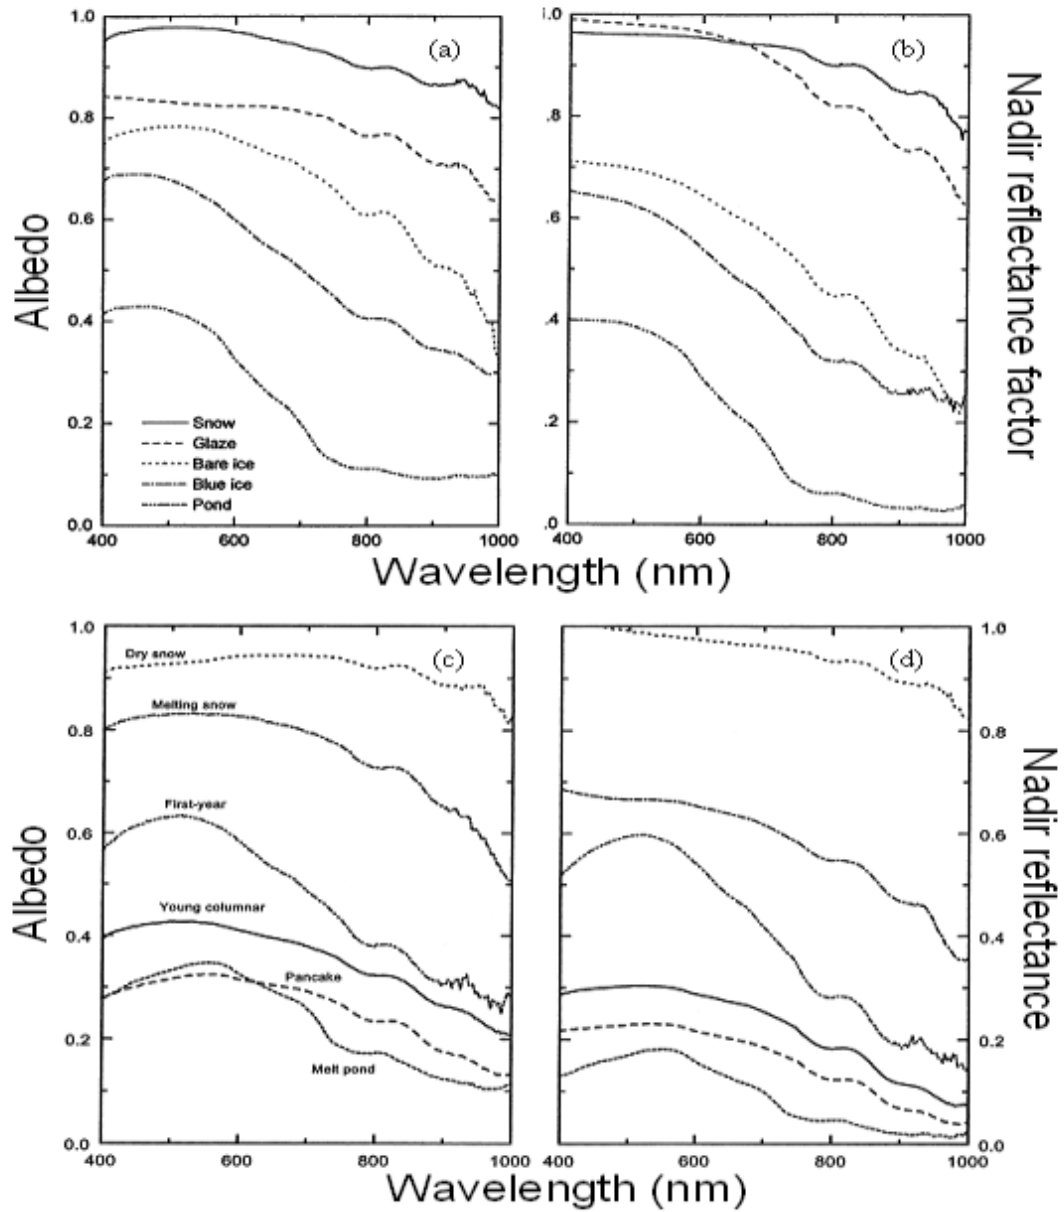 1.0
0.8
0.6
0.4
0.2
0.0
Albedo
(a)
Snow
Glaze
Bare ice
Blue ice
Pond
400
600
800
1000
1.0
.8
.6
.4
.2
.0
(b)
Nadir reflectance factor
400
600
800
1000
Wavelength (nm)
1.0
0.8
0.6
0.4
0.2
0.0
Albedo
(c)
Dry snow
Melting snow
First-year
Young columnar
Pancake
Melt pond
400
600
800
1000
(d)
1.0
0.8
0.6
0.4
0.2
0.0
Nadir reflectance
400
600
800
1000
Wavelength (nm)